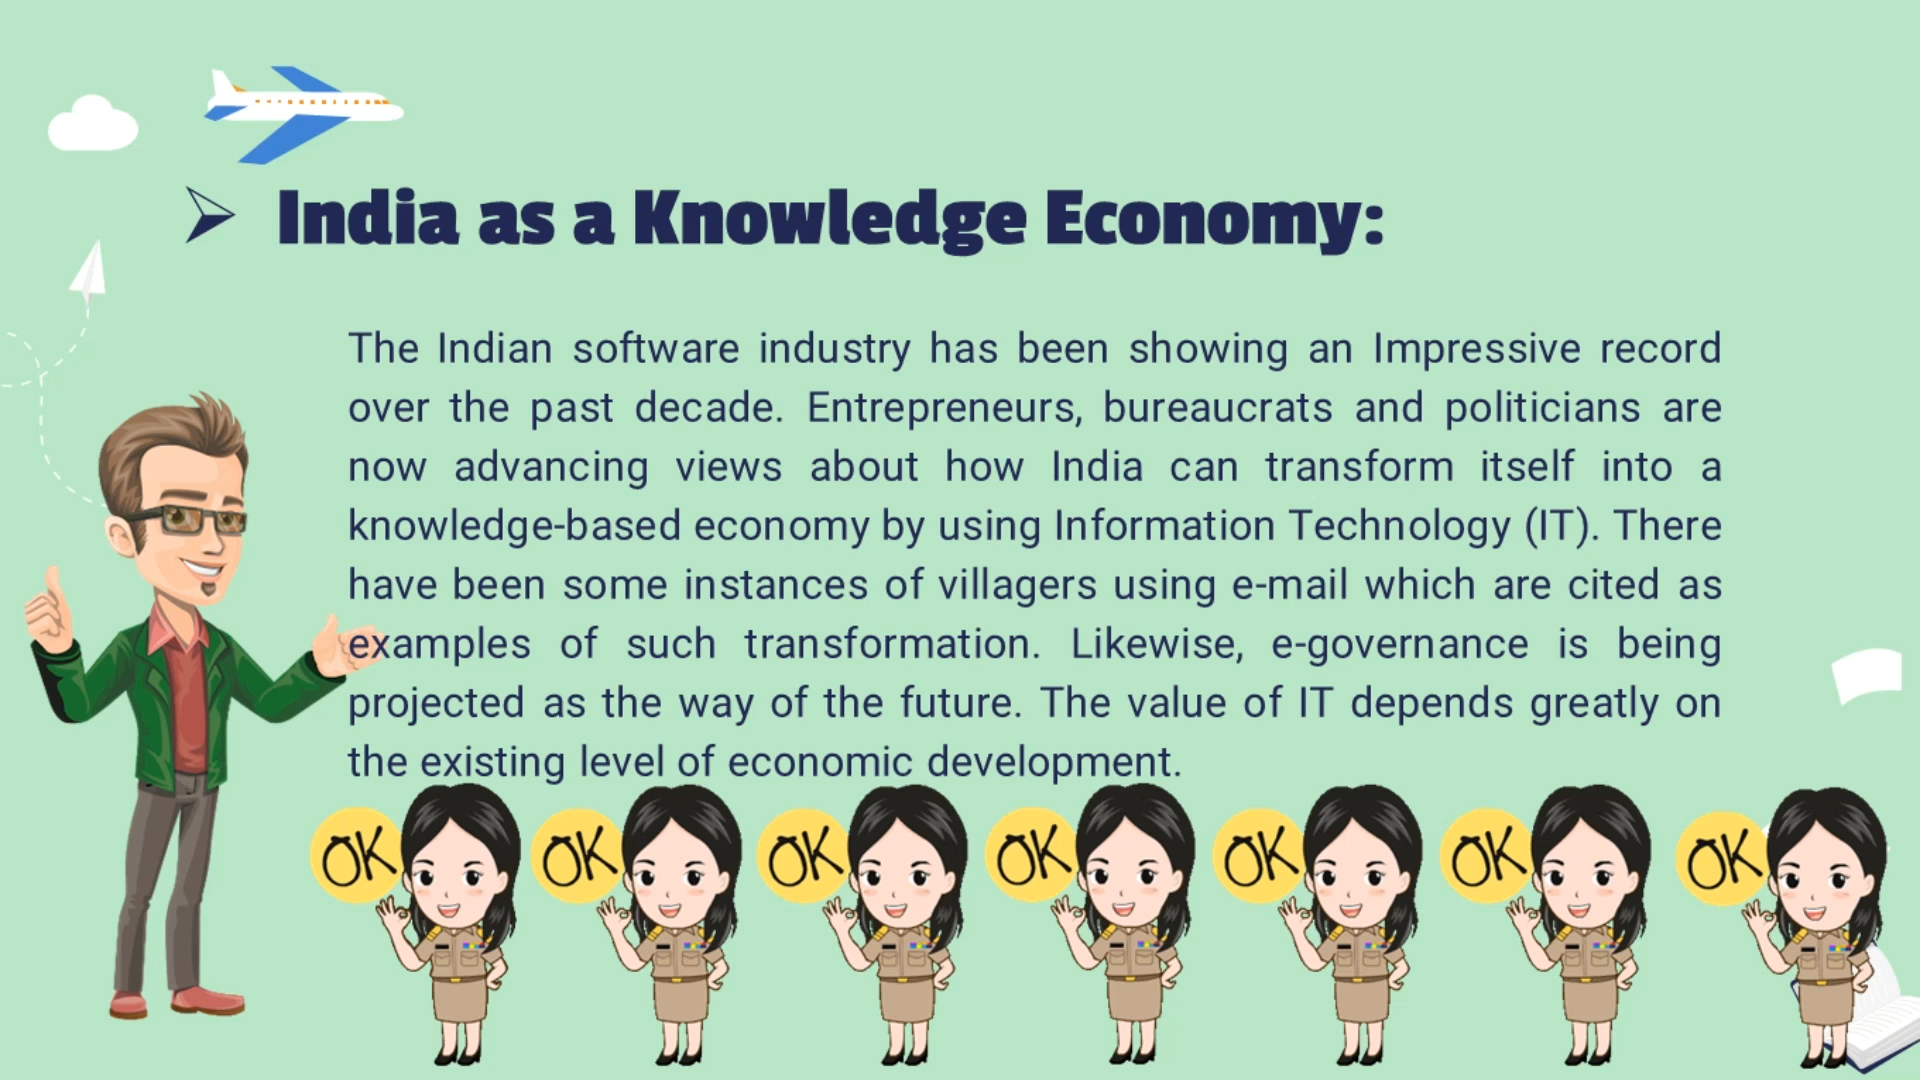 India as a Knowledge Economy:
The Indian software industry has been showing an Impressive record
over the past decade. Entrepreneurs, bureaucrats and politicians are
now advancing views about how India can transform itself into a
knowledge-based economy by using Information Technology (IT). There
have been some instances of villagers using e-mail which are cited as
examples of such transformation. Likewise, e-governance is being
projected as the way of the future. The value of IT depends greatly on
the existing level of economic development.
OK OK OK OK OK OK OK